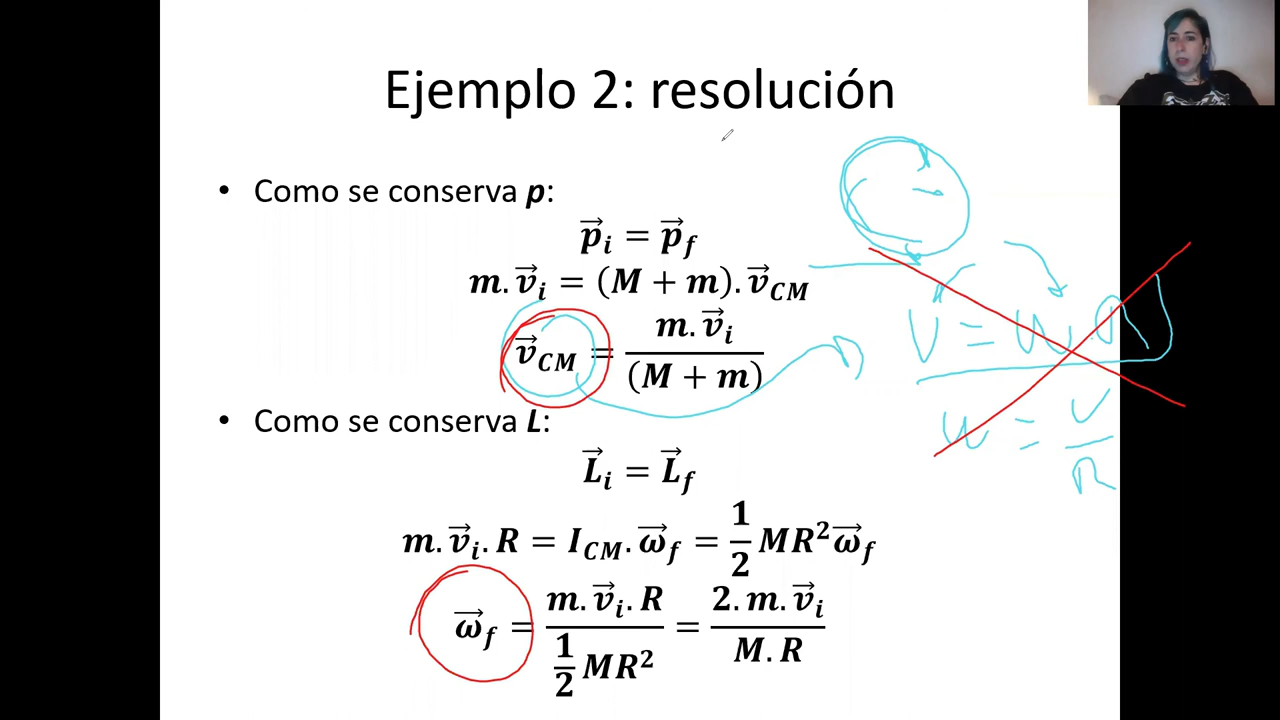 Ejemplo 2: resolución
• Como se conserva p:
p⃗ᵢ = p⃗_f
m.v⃗ᵢ = (M + m).v⃗_CM
v⃗_CM = m.v⃗ᵢ / (M + m)
V = ω.R
ω = V / R
• Como se conserva L:
L⃗ᵢ = L⃗_f
m.v⃗ᵢ.R = I_CM.ω⃗_f = 1/2 MR²ω⃗_f
ω⃗_f = m.v⃗ᵢ.R / (1/2 MR²) = 2.m.v⃗ᵢ / M.R